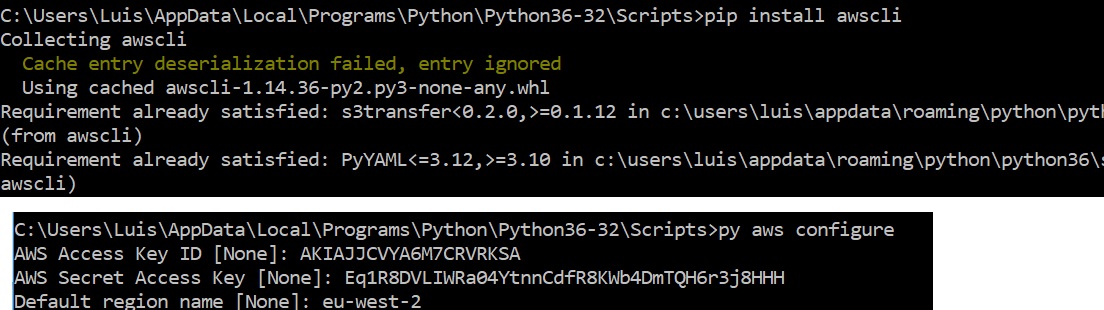 C:\Users\Luis\AppData\Local\Programs\Python\Python36-32\Scripts>pip install awscli
Collecting awscli
Cache entry deserialization failed, entry ignored
Using cached awscli-1.14.36-py2.py3-none-any.whl
Requirement already satisfied: s3transfer<0.2.0,>=0.1.12 in c:\users\luis\appdata\roaming\python\pyth
(from awscli)
Requirement already satisfied: PyYAML<=3.12,>=3.10 in c:\users\luis\appdata\roaming\python\python36\s
awscli)
C:\Users\Luis\AppData\Local\Programs\Python\Python36-32\Scripts>py aws configure
AWS Access Key ID [None]: AKIAJJCVYA6M7CRVRKSA
AWS Secret Access Key [None]: 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
Default region name [None]: eu-west-2